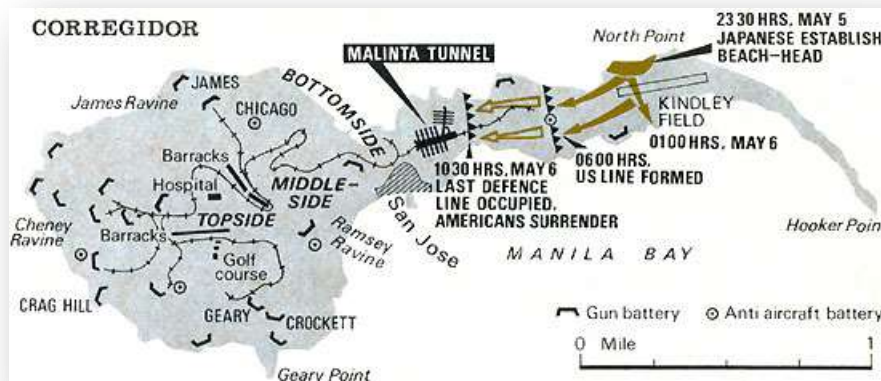 CORREGIDOR
MALINTA TUNNEL
North Point
2330 HRS. MAY 5
JAPANESE ESTABLISH
BEACH-HEAD
JAMES
James Ravine
CHICAGO
BOTTOMSIDE
KINDLEY
FIELD
0100 HRS. MAY 6
Barracks
Hospital
MIDDLE-
SIDE
TOPSIDE
0600 HRS.
US LINE FORMED
1030 HRS. MAY 6
LAST DEFENCE
LINE OCCUPIED.
AMERICANS SURRENDER
San Jose
Ramsey
Ravine
Cheney
Ravine
Barracks
Golf
course
Hooker Point
MANILA BAY
CRAG HILL
GEARY
CROCKETT
Geary Point
Gun battery
Anti aircraft battery
0 Mile 1